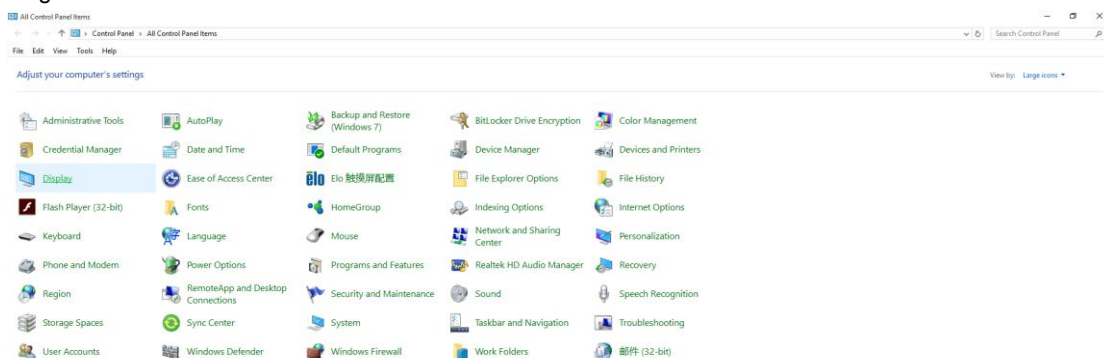 All Control Panel Items
Control Panel › All Control Panel Items
Search Control Panel
File Edit View Tools Help
Adjust your computer's settings
View by: Large icons
Administrative Tools
AutoPlay
Backup and Restore
(Windows 7)
BitLocker Drive Encryption
Color Management
Credential Manager
Date and Time
Default Programs
Device Manager
Devices and Printers
Display
Ease of Access Center
elo
Elo 触摸屏配置
File Explorer Options
File History
Flash Player (32-bit)
Fonts
HomeGroup
Indexing Options
Internet Options
Keyboard
Language
Mouse
Network and Sharing
Center
Personalization
Phone and Modem
Power Options
Programs and Features
Realtek HD Audio Manager
Recovery
Region
RemoteApp and Desktop
Connections
Security and Maintenance
Sound
Speech Recognition
Storage Spaces
Sync Center
System
Taskbar and Navigation
Troubleshooting
User Accounts
Windows Defender
Windows Firewall
Work Folders
邮件 (32-bit)